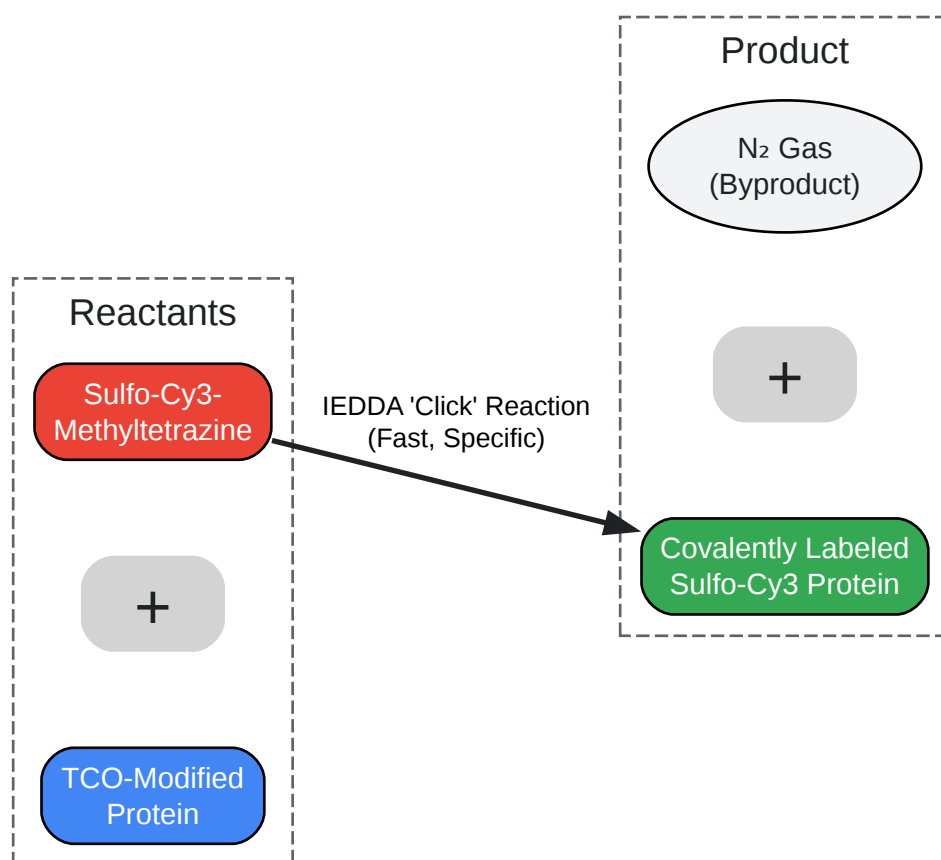 Product
N₂ Gas
(Byproduct)
+
Covalently Labeled
Sulfo-Cy3 Protein
Reactants
Sulfo-Cy3-
Methyltetrazine
+
TCO-Modified
Protein
IEDDA 'Click' Reaction
(Fast, Specific)